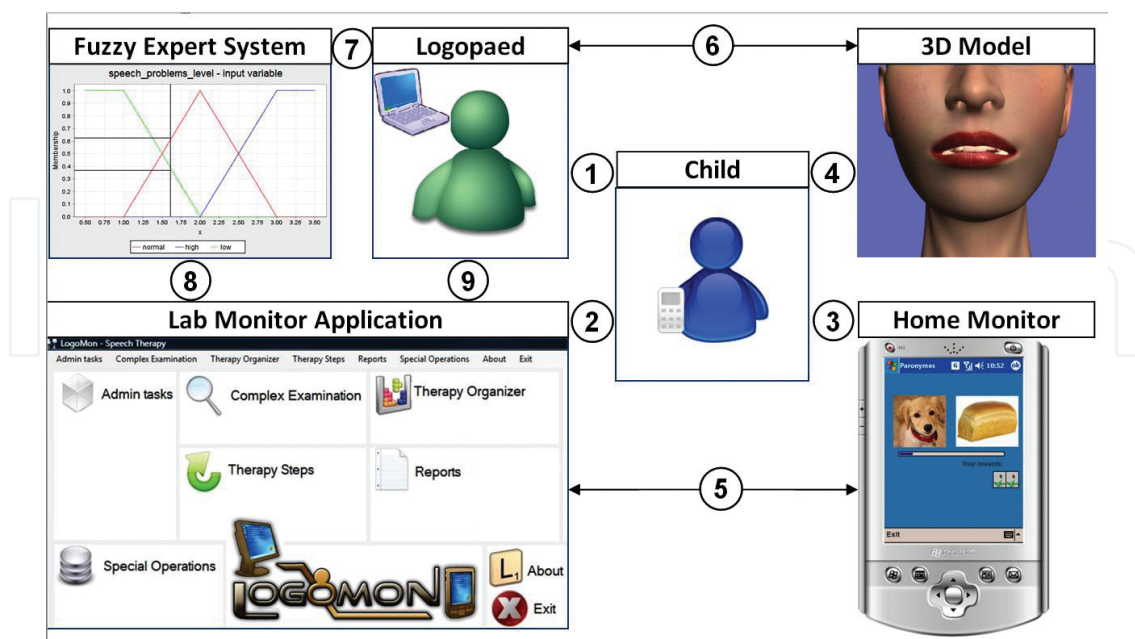 Fuzzy Expert System
7
Logopaed
6
3D Model
speech_problems_level - input variable
Membership
1.0
0.9
0.8
0.7
0.6
0.5
0.4
0.3
0.2
0.1
0.0
0.50 0.75 1.00 1.25 1.50 1.75 2.00 2.25 2.50 2.75 3.00 3.25 3.50
x
normal high low
1
Child
4
8
9
Lab Monitor Application
2
3
Home Monitor
LogoMon - Speech Therapy
Admin tasks Complex Examination Therapy Organizer Therapy Steps Reports Special Operations About Exit
Admin tasks
Complex Examination
Therapy Organizer
Therapy Steps
Reports
Special Operations
LOGOMON
L1 About
X Exit
5
Paronymes 10:52 ok
Your rewards:
Exit